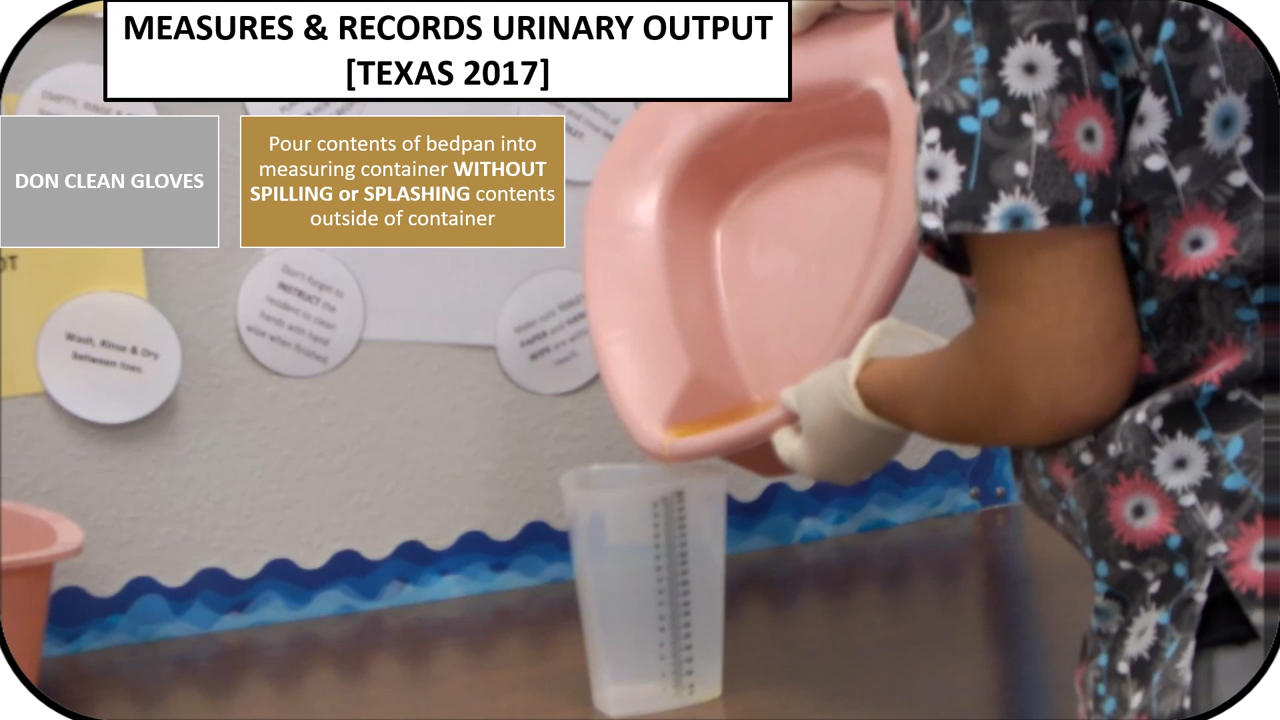 MEASURES & RECORDS URINARY OUTPUT
[TEXAS 2017]
DON CLEAN GLOVES
Pour contents of bedpan into
measuring container WITHOUT
SPILLING or SPLASHING contents
outside of container
Wash, Rinse & Dry
between toes
Don't forget to
INSTRUCT the
resident to clean
hands with hand
wipe when finished.